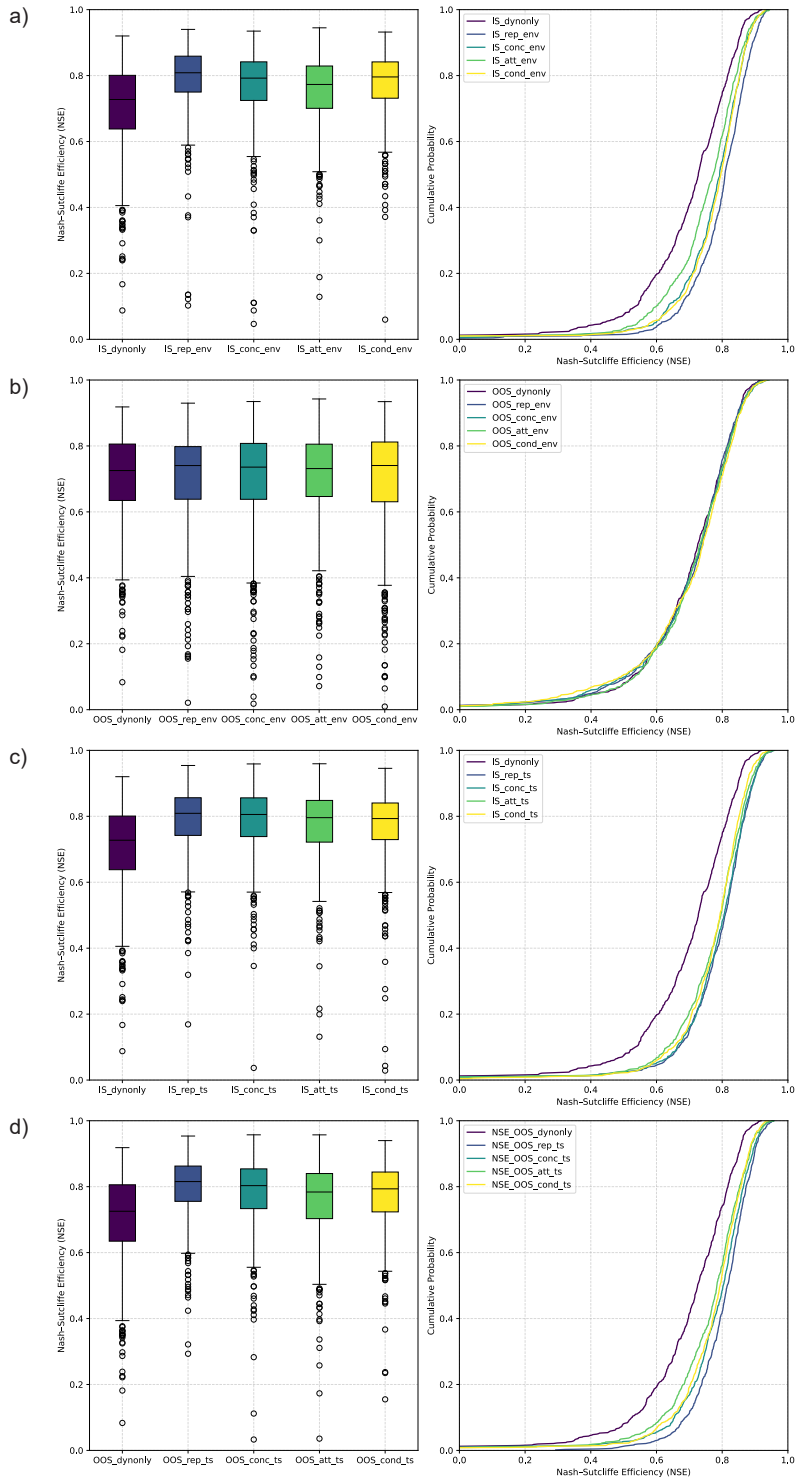 a)
Nash–Sutcliffe Efficiency (NSE)
1.0
0.8
0.6
0.4
0.2
0.0
IS_dynonly IS_rep_env IS_conc_env IS_att_env IS_cond_env
Cumulative Probability
1.0
0.8
0.6
0.4
0.2
0.0
IS_dynonly
IS_rep_env
IS_conc_env
IS_att_env
IS_cond_env
0.0 0.2 0.4 0.6 0.8 1.0
Nash–Sutcliffe Efficiency (NSE)
b)
Nash–Sutcliffe Efficiency (NSE)
1.0
0.8
0.6
0.4
0.2
0.0
OOS_dynonly OOS_rep_env OOS_conc_env OOS_att_env OOS_cond_env
Cumulative Probability
1.0
0.8
0.6
0.4
0.2
0.0
OOS_dynonly
OOS_rep_env
OOS_conc_env
OOS_att_env
OOS_cond_env
0.0 0.2 0.4 0.6 0.8 1.0
Nash–Sutcliffe Efficiency (NSE)
c)
Nash–Sutcliffe Efficiency (NSE)
1.0
0.8
0.6
0.4
0.2
0.0
IS_dynonly IS_rep_ts IS_conc_ts IS_att_ts IS_cond_ts
Cumulative Probability
1.0
0.8
0.6
0.4
0.2
0.0
IS_dynonly
IS_rep_ts
IS_conc_ts
IS_att_ts
IS_cond_ts
0.0 0.2 0.4 0.6 0.8 1.0
Nash–Sutcliffe Efficiency (NSE)
d)
Nash–Sutcliffe Efficiency (NSE)
1.0
0.8
0.6
0.4
0.2
0.0
OOS_dynonly OOS_rep_ts OOS_conc_ts OOS_att_ts OOS_cond_ts
Cumulative Probability
1.0
0.8
0.6
0.4
0.2
0.0
NSE_OOS_dynonly
NSE_OOS_rep_ts
NSE_OOS_conc_ts
NSE_OOS_att_ts
NSE_OOS_cond_ts
0.0 0.2 0.4 0.6 0.8 1.0
Nash–Sutcliffe Efficiency (NSE)